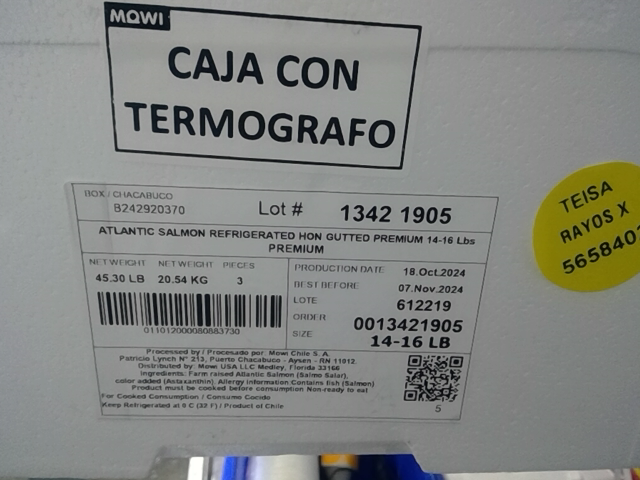 MOWI
CAJA CON
TERMOGRAFO
BOX / CHACABUCO
B242920370
Lot # 1342 1905
ATLANTIC SALMON REFRIGERATED HON GUTTED PREMIUM 14-16 Lbs
PREMIUM
NET WEIGHT NET WEIGHT PIECES
45.30 LB 20.54 KG 3
011012000080883730
PRODUCTION DATE 18.Oct.2024
BEST BEFORE 07.Nov.2024
LOTE 612219
ORDER 0013421905
SIZE 14-16 LB
Processed by / Procesado por: Mowi Chile S. A.
Patricio Lynch N° 213, Puerto Chacabuco - Aysen - RN 11012.
Distributed by: Mowi USA LLC Medley, Florida 33166
Ingredients: Farm raised Atlantic Salmon (Salmo Salar),
color added (Astaxanthin). Allergy Information:Contains fish (Salmon)
Product must be cooked before consumption Non-ready to eat
For Cooked Consumption / Consumo Cocido
Keep Refrigerated at 0 C (32 F) / Product of Chile
5
TEISA
RAYOS X
565840